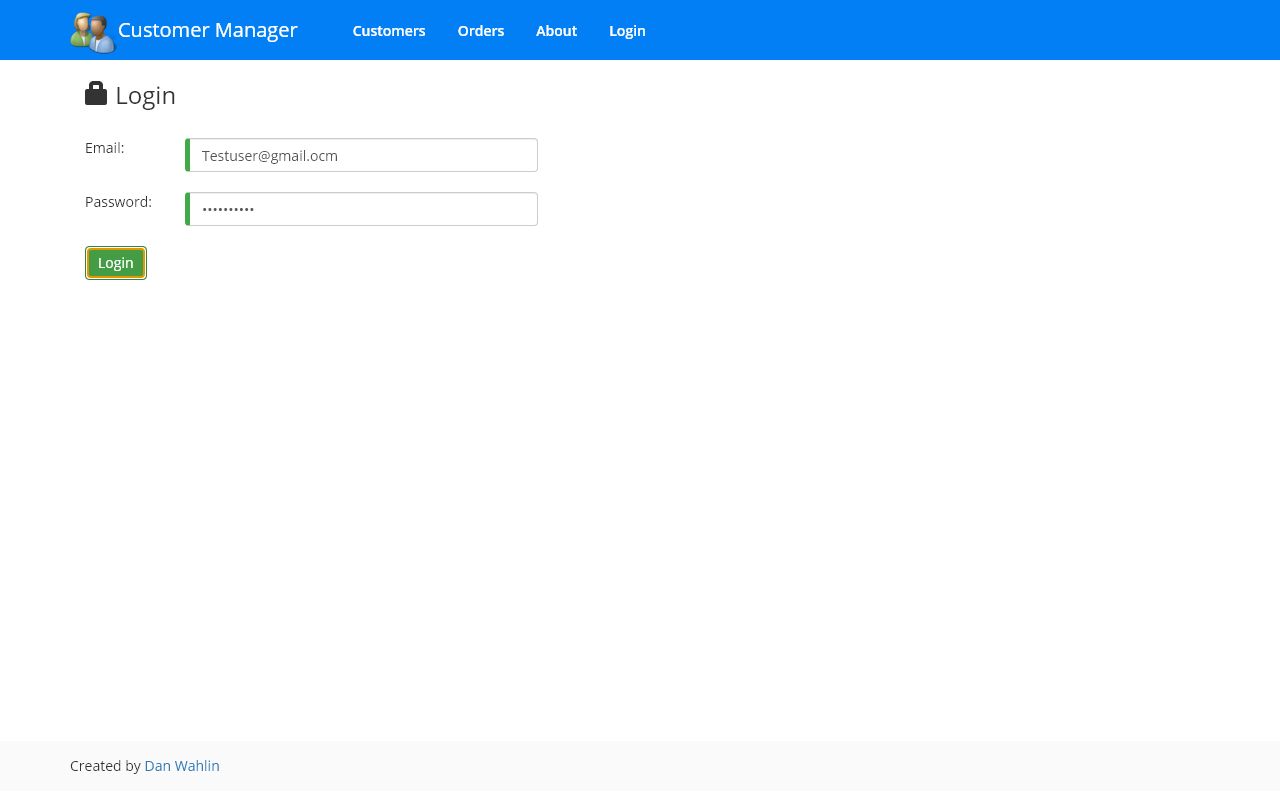 Customer Manager Customers Orders About Login
Login
Email: Testuser@gmail.ocm
Password: ••••••••••
Login
Created by Dan Wahlin